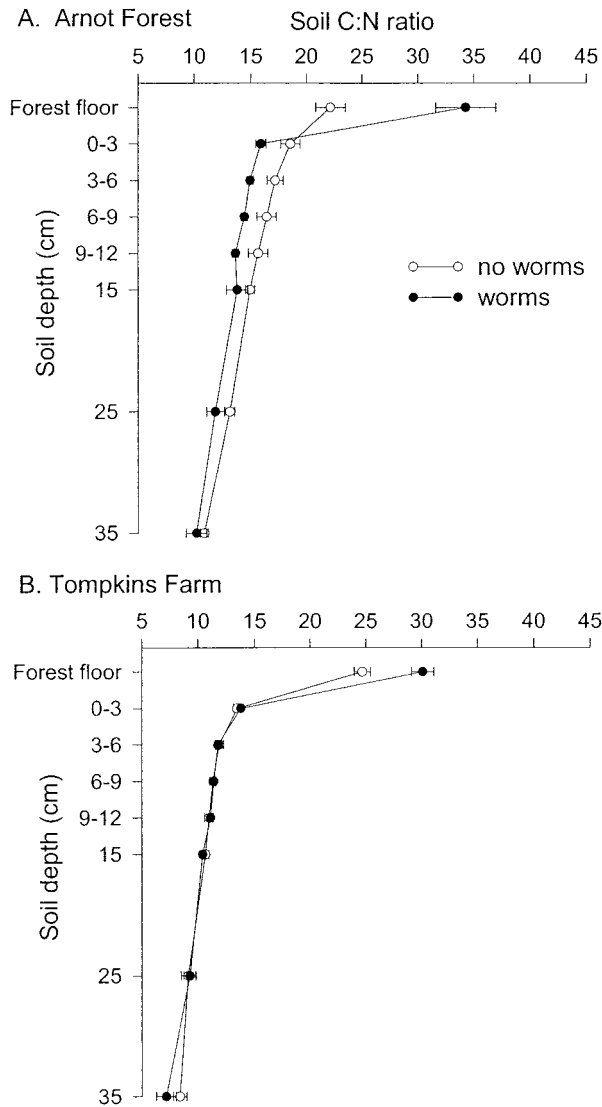 A. Arnot Forest
Soil C:N ratio
5 10 15 20 25 30 35 40 45
Forest floor
0-3
3-6
6-9
9-12
15
25
35
Soil depth (cm)
no worms
worms
B. Tompkins Farm
5 10 15 20 25 30 35 40 45
Forest floor
0-3
3-6
6-9
9-12
15
25
35
Soil depth (cm)